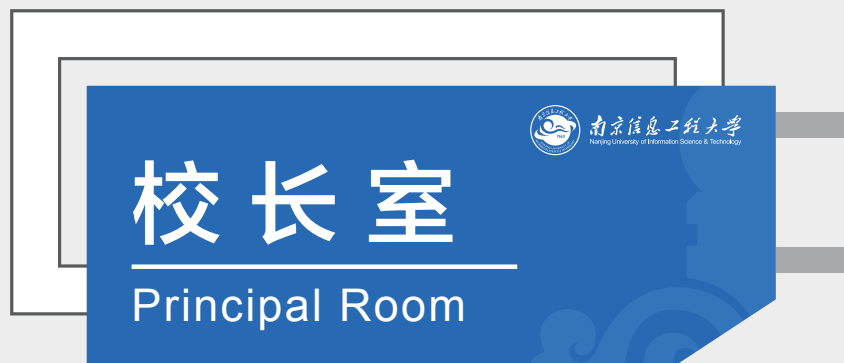 南京信息工程大学
Nanjing University of Information Science & Technology
校长室
Principal Room